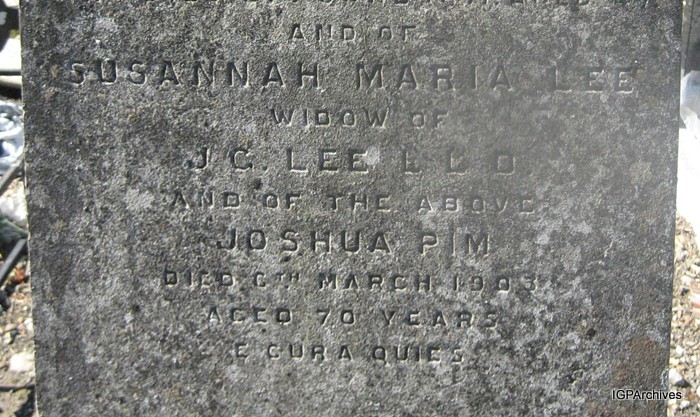 AND OF
SUSANNAH MARIA LEE
WIDOW OF
J. G. LEE L L D
AND OF THE ABOVE
JOSHUA PIM
DIED 6TH MARCH 1903
AGED 70 YEARS
E CURA QUIES
IGPArchives